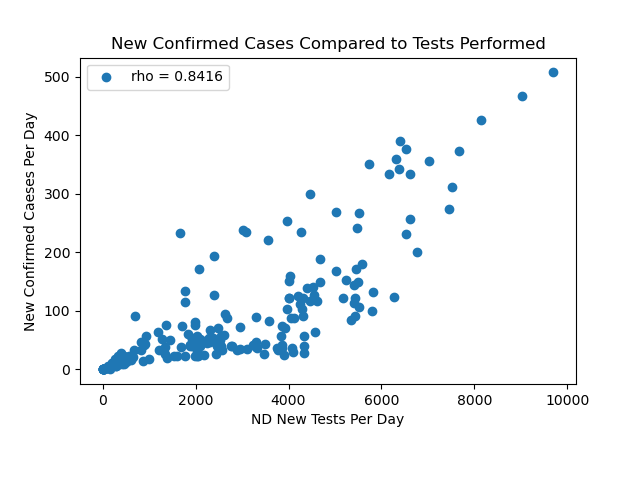 New Confirmed Cases Compared to Tests Performed
rho = 0.8416
New Confirmed Caeses Per Day
500
400
300
200
100
0
0 2000 4000 6000 8000 10000
ND New Tests Per Day